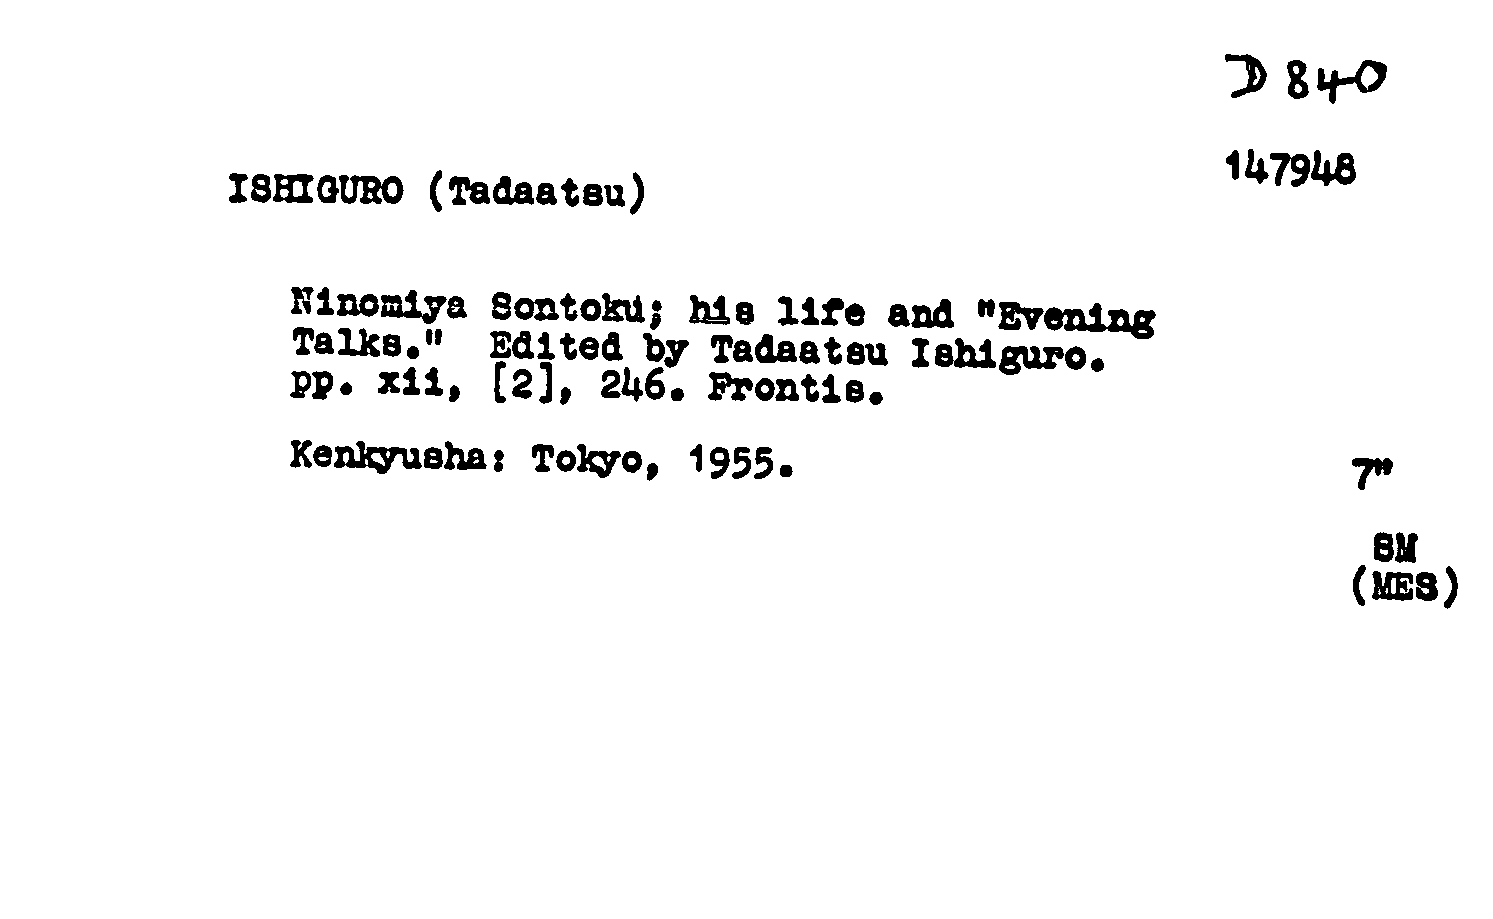 D 840
147948
ISHIGURO (Tadaatsu)
Ninomiya Sontoku; his life and "Evening
Talks."  Edited by Tadaatsu Ishiguro.
pp. xii, [2], 246. Frontis.
Kenkyusha: Tokyo, 1955.
7"
SM
(MES)